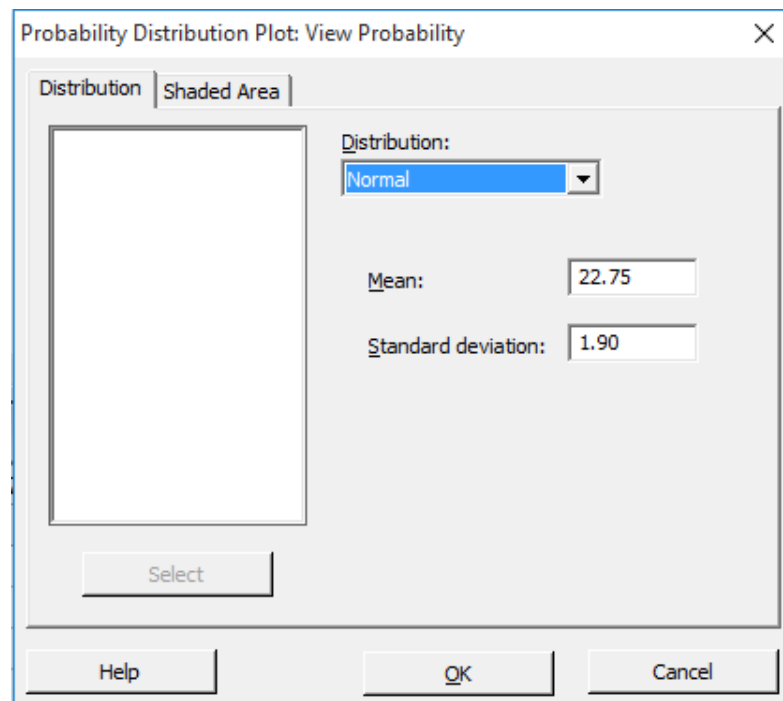 Probability Distribution Plot: View Probability
Distribution
Shaded Area
Distribution:
Normal
Mean:
22.75
Standard deviation:
1.90
Select
Help
OK
Cancel